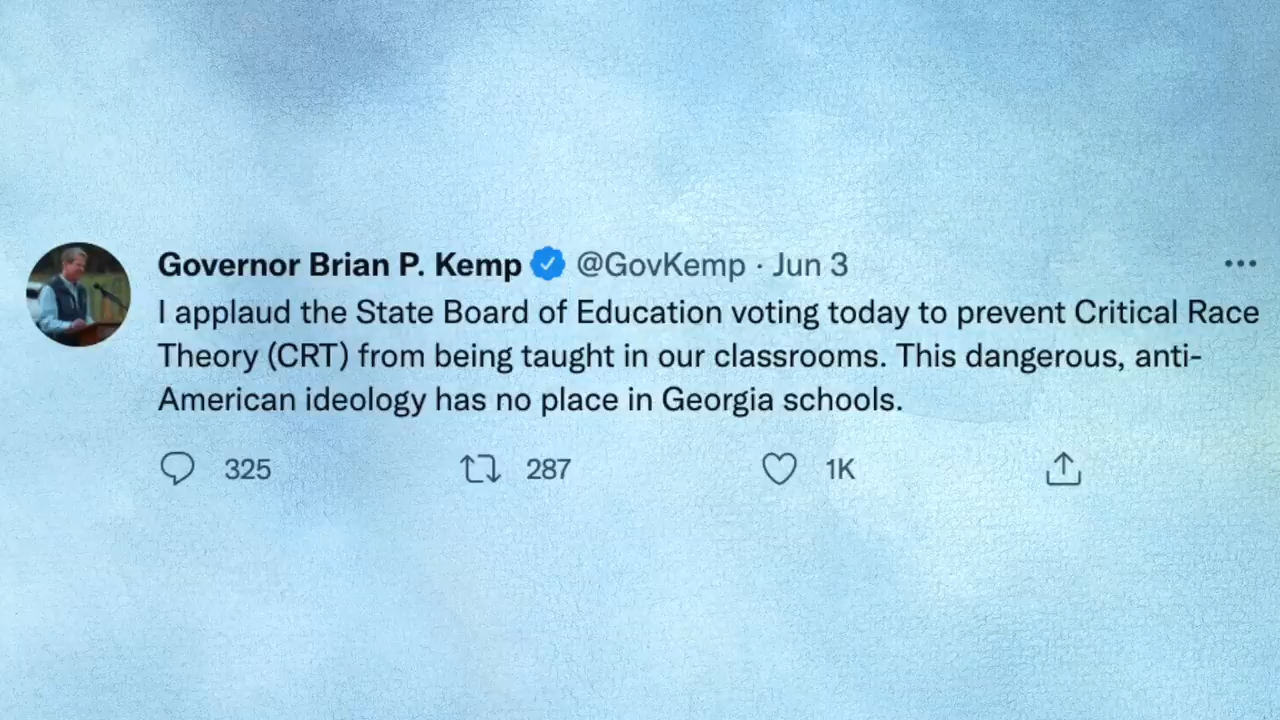 Governor Brian P. Kemp @GovKemp · Jun 3
I applaud the State Board of Education voting today to prevent Critical Race
Theory (CRT) from being taught in our classrooms. This dangerous, anti-
American ideology has no place in Georgia schools.
325 287 1K